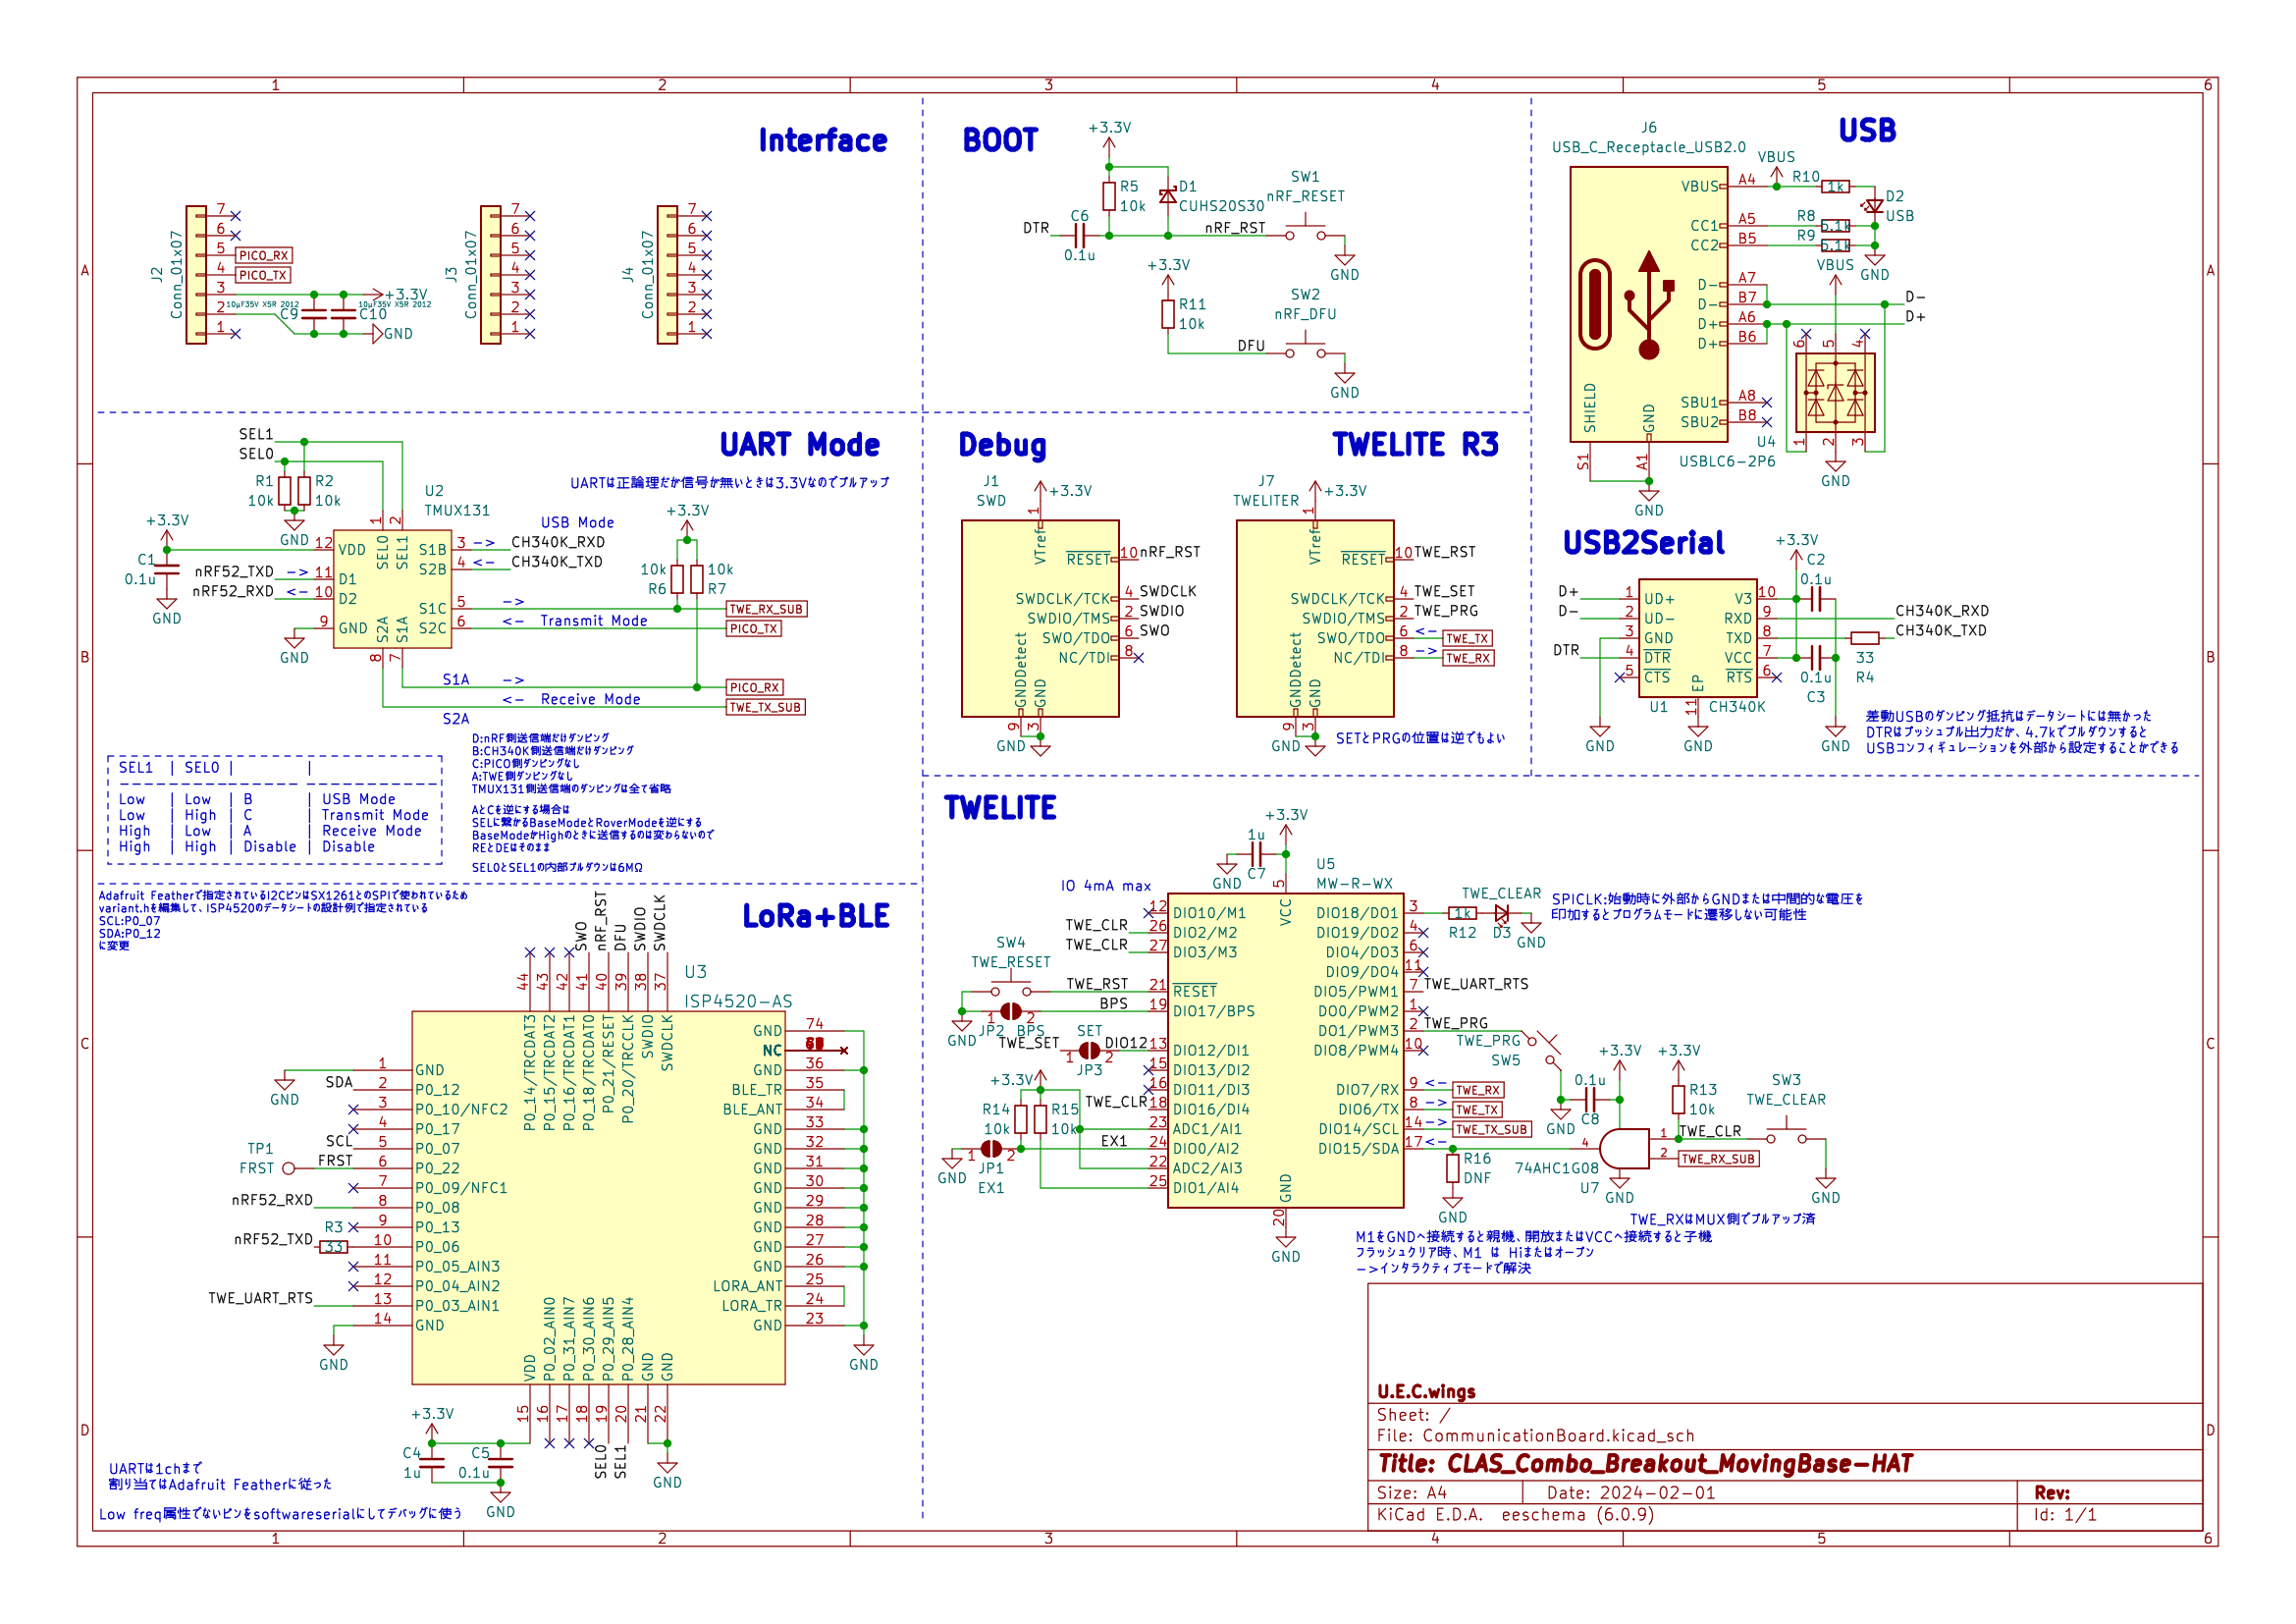 Interface
J2
Conn_01x07
7
6
5
4
3
2
1
PICO_RX
PICO_TX
+3.3V
10μF35V X5R 2012
10μF35V X5R 2012
C9
C10
GND
J3
Conn_01x07
7
6
5
4
3
2
1
J4
Conn_01x07
7
6
5
4
3
2
1
BOOT
+3.3V
R5
10k
D1
CUHS20S30
SW1
nRF_RESET
DTR
C6
0.1u
nRF_RST
GND
+3.3V
R11
10k
SW2
nRF_DFU
DFU
GND
USB
J6
USB_C_Receptacle_USB2.0
VBUS
VBUS
A4
R10
1k
D2
USB
CC1
A5
R8
5.1k
CC2
B5
R9
5.1k
GND
VBUS
D-
A7
D-
B7
D-
D+
A6
D+
D+
B6
6
5
4
SBU1
A8
SBU2
B8
SHIELD
GND
S1
A1
GND
1
2
3
U4
USBLC6-2P6
GND
UART Mode
SEL1
SEL0
R1
10k
R2
10k
GND
UARTは正論理だが信号が無いときは3.3Vなのでプルアップ
U2
TMUX131
+3.3V
C1
0.1u
GND
1
2
12
VDD
SEL0
SEL1
S1B
3
CH340K_RXD
S2B
4
CH340K_TXD
USB Mode
->
<-
nRF52_TXD
->
11
D1
nRF52_RXD
<-
10
D2
9
GND
GND
S2A
S1A
8
7
S1C
5
S2C
6
+3.3V
10k
R6
10k
R7
->
TWE_RX_SUB
<- Transmit Mode
PICO_TX
S1A
->
PICO_RX
<- Receive Mode
TWE_TX_SUB
S2A
D:nRF側送信端だけダンピング
B:CH340K側送信端だけダンピング
C:PICO側ダンピングなし
A:TWE側ダンピングなし
TMUX131側送信端のダンピングは全て省略
AとCを逆にする場合は
SELに繋がるBaseModeとRoverModeを逆にする
BaseModeがHighのときに送信するのは変わらないので
REとDEはそのまま
SEL0とSEL1の内部プルダウンは6MΩ
SEL1 | SEL0 | |
Low | Low | B | USB Mode
Low | High | C | Transmit Mode
High | Low | A | Receive Mode
High | High | Disable | Disable
Debug
J1
SWD
+3.3V
1
VTref
RESET
10
nRF_RST
SWDCLK/TCK
4
SWDCLK
SWDIO/TMS
2
SWDIO
SWO/TDO
6
SWO
NC/TDI
8
GNDDetect
GND
9
3
GND
TWELITE R3
J7
TWELITER
+3.3V
1
VTref
RESET
10
TWE_RST
SWDCLK/TCK
4
TWE_SET
SWDIO/TMS
2
TWE_PRG
SWO/TDO
6
<-
TWE_TX
NC/TDI
8
->
TWE_RX
GNDDetect
GND
9
3
GND
SETとPRGの位置は逆でもよい
USB2Serial
+3.3V
C2
0.1u
D+
1
UD+
V3
10
D-
2
UD-
RXD
9
CH340K_RXD
3
GND
TXD
8
CH340K_TXD
DTR
4
DTR
VCC
7
33
R4
5
CTS
RTS
6
0.1u
C3
EP
11
U1
CH340K
GND
GND
GND
差動USBのダンピング抵抗はデータシートには無かった
DTRはプッシュプル出力だが、4.7kでプルダウンすると
USBコンフィギュレーションを外部から設定することができる
LoRa+BLE
Adafruit Featherで指定されているI2CピンはSX1261とのSPIで使われているため
variant.hを編集して、ISP4520のデータシートの設計例で指定されている
SCL:P0_07
SDA:P0_12
に変更
SWO
nRF_RST
DFU
SWDIO
SWDCLK
44
43
42
41
40
39
38
37
U3
ISP4520-AS
P0_14/TRCDAT3
P0_15/TRCDAT2
P0_16/TRCDAT1
P0_18/TRCDAT0
P0_21/RESET
P0_20/TRCCLK
SWDIO
SWDCLK
GND
1
GND
SDA
2
P0_12
3
P0_10/NFC2
4
P0_17
SCL
5
P0_07
TP1
FRST
FRST
6
P0_22
7
P0_09/NFC1
nRF52_RXD
8
P0_08
R3
9
P0_13
nRF52_TXD
33
10
P0_06
11
P0_05_AIN3
12
P0_04_AIN2
TWE_UART_RTS
13
P0_03_AIN1
14
GND
GND
GND
74
NC
GND
36
BLE_TR
35
BLE_ANT
34
GND
33
GND
32
GND
31
GND
30
GND
29
GND
28
GND
27
GND
26
LORA_ANT
25
LORA_TR
24
GND
23
GND
VDD
P0_02_AIN0
P0_31_AIN7
P0_30_AIN6
P0_29_AIN5
P0_28_AIN4
GND
GND
15
16
17
18
19
20
21
22
SEL0
SEL1
GND
+3.3V
C4
1u
C5
0.1u
GND
UARTは1chまで
割り当てはAdafruit Featherに従った
Low freq属性でないピンをsoftwareserialにしてデバッグに使う
TWELITE
+3.3V
1u
C7
GND
5
VCC
U5
MW-R-WX
IO 4mA max
12
DIO10/M1
TWE_CLR
26
DIO2/M2
TWE_CLR
27
DIO3/M3
SW4
TWE_RESET
TWE_RST
21
RESET
BPS
19
DIO17/BPS
1
2
JP2
BPS
GND
SET
TWE_SET
1
2
JP3
DIO12
13
DIO12/DI1
15
DIO13/DI2
16
DIO11/DI3
TWE_CLR
18
DIO16/DI4
+3.3V
R14
10k
R15
10k
23
ADC1/AI1
EX1
24
DIO0/AI2
22
ADC2/AI3
25
DIO1/AI4
GND
1
2
JP1
EX1
GND
20
GND
DIO18/DO1
3
1k
R12
TWE_CLEAR
D3
GND
DIO19/DO2
4
DIO4/DO3
6
DIO9/DO4
11
DIO5/PWM1
7
TWE_UART_RTS
DO0/PWM2
1
DO1/PWM3
2
TWE_PRG
DIO8/PWM4
10
DIO7/RX
9
<-
TWE_RX
DIO6/TX
8
->
TWE_TX
DIO14/SCL
14
->
TWE_TX_SUB
DIO15/SDA
17
<-
R16
DNF
GND
SPICLK:始動時に外部からGNDまたは中間的な電圧を
印加するとプログラムモードに遷移しない可能性
TWE_PRG
SW5
GND
+3.3V
0.1u
C8
+3.3V
R13
10k
SW3
TWE_CLEAR
4
1
TWE_CLR
2
TWE_RX_SUB
74AHC1G08
U7
GND
GND
TWE_RXはMUX側でプルアップ済
M1をGNDへ接続すると親機、開放またはVCCへ接続すると子機
フラッシュクリア時、M1 は Hiまたはオープン
->インタラクティブモードで解決
U.E.C.wings
Sheet: /
File: CommunicationBoard.kicad_sch
Title: CLAS_Combo_Breakout_MovingBase-HAT
Size: A4
Date: 2024-02-01
Rev:
KiCad E.D.A. eeschema (6.0.9)
Id: 1/1
1
2
3
4
5
6
A
B
C
D
A
B
C
D
1
2
3
4
5
6